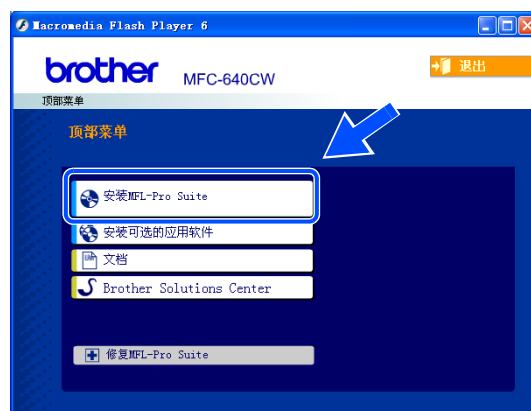 Macromedia Flash Player 6
brother MFC-640CW
退出
顶部菜单
顶部菜单
安装MFL-Pro Suite
安装可选的应用软件
文档
Brother Solutions Center
修复MFL-Pro Suite